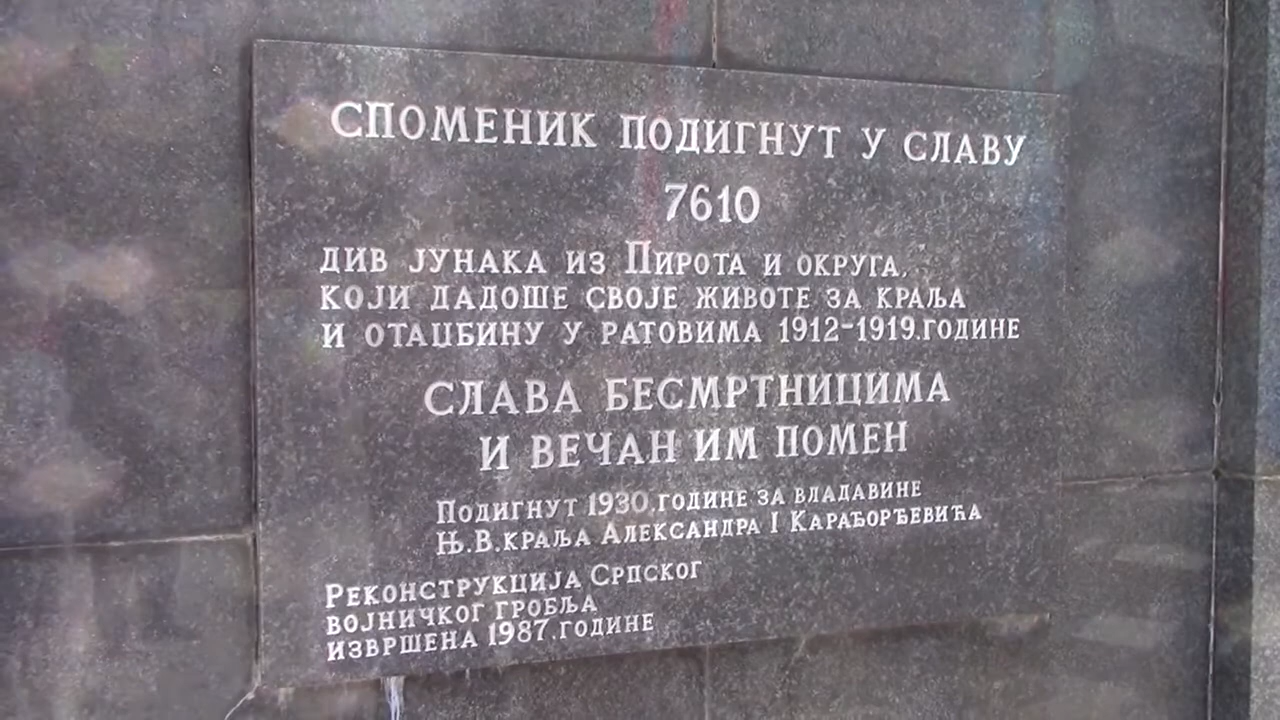 СПОМЕНИК ПОДИГНУТ У СЛАВУ
7610
ДИВ ЈУНАКА ИЗ ПИРОТА И ОКРУГА,
КОЈИ ДАДОШЕ СВОЈЕ ЖИВОТЕ ЗА КРАЉА
И ОТАЏБИНУ У РАТОВИМА 1912-1919.ГОДИНЕ
СЛАВА БЕСМРТНИЦИМА
И ВЕЧАН ИМ ПОМЕН
ПОДИГНУТ 1930.ГОДИНЕ ЗА ВЛАДАВИНЕ
Њ.В.КРАЉА АЛЕКСАНДРА I КАРАЂОРЂЕВИЋА
РЕКОНСТРУКЦИЈА СРПСКОГ
ВОЈНИЧКОГ ГРОБЉА
ИЗВРШЕНА 1987.ГОДИНЕ